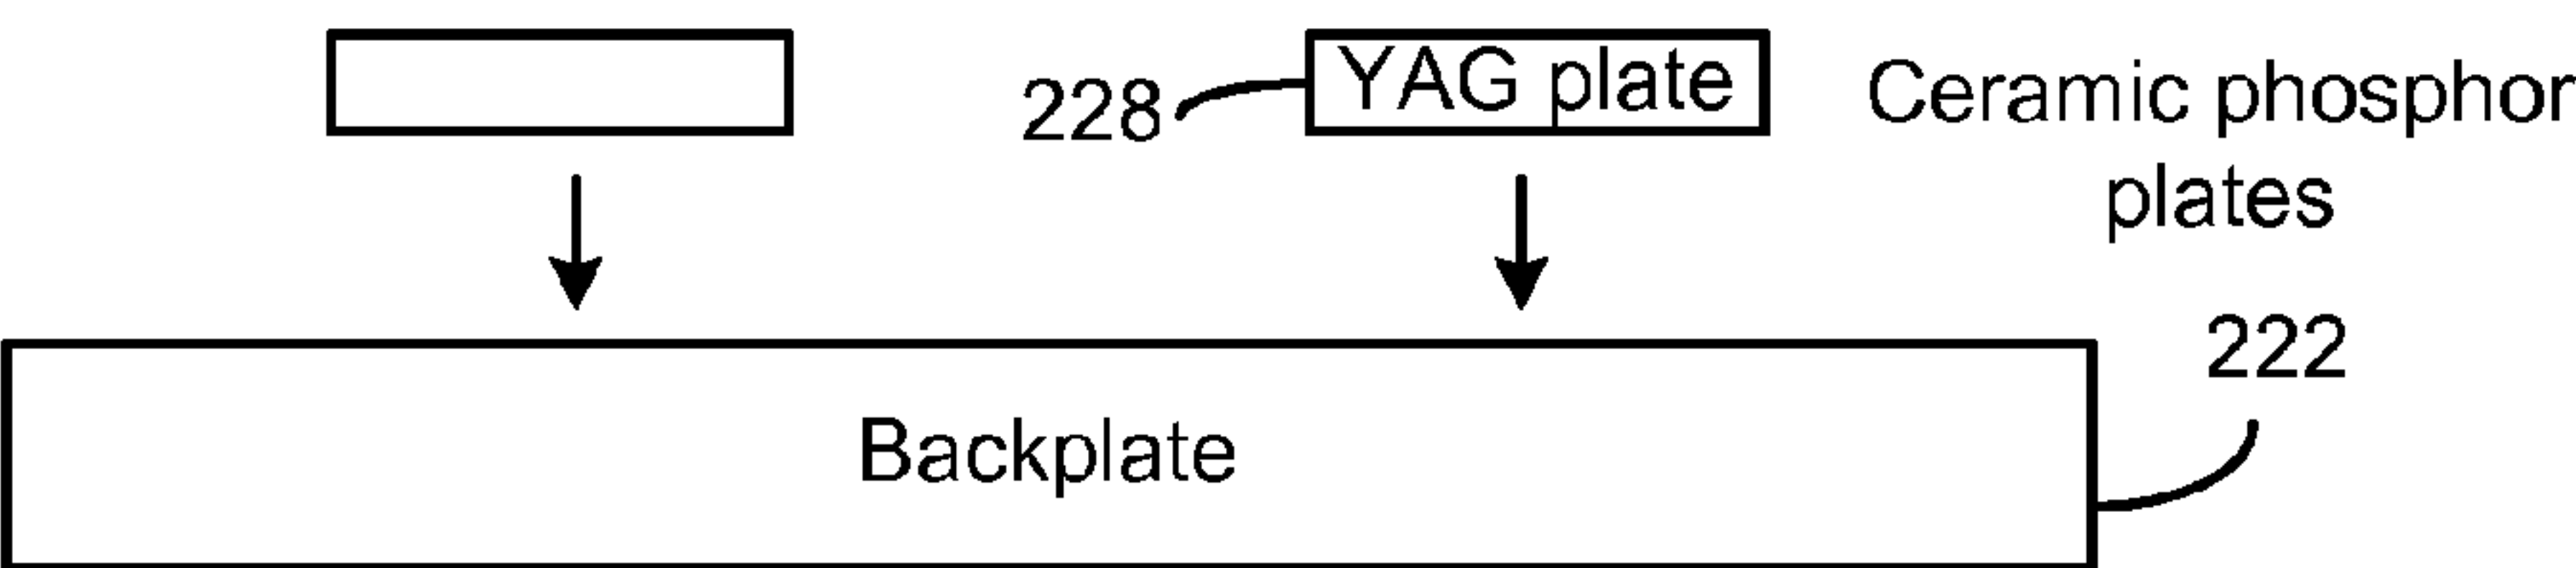 228
YAG plate
Ceramic phosphor
plates
222
Backplate